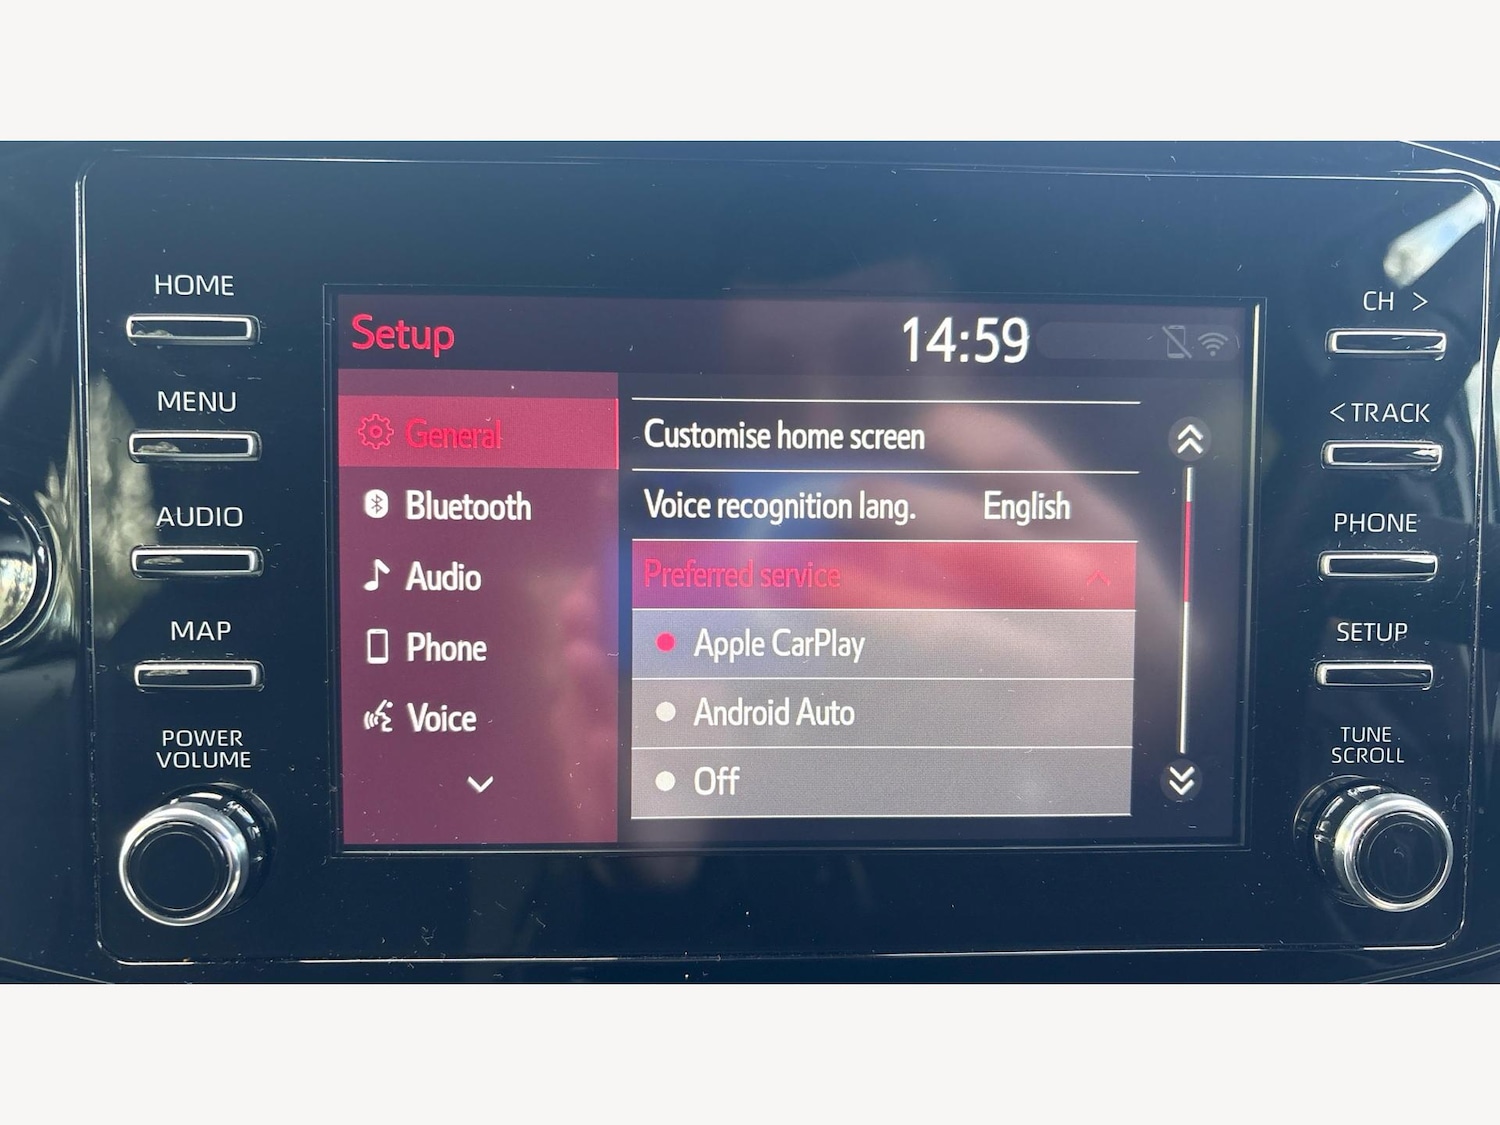 HOME
MENU
AUDIO
MAP
POWER
VOLUME
Setup
14:59
General
Bluetooth
Audio
Phone
Voice
Customise home screen
Voice recognition lang. English
Preferred service
Apple CarPlay
Android Auto
Off
CH >
< TRACK
PHONE
SETUP
TUNE
SCROLL